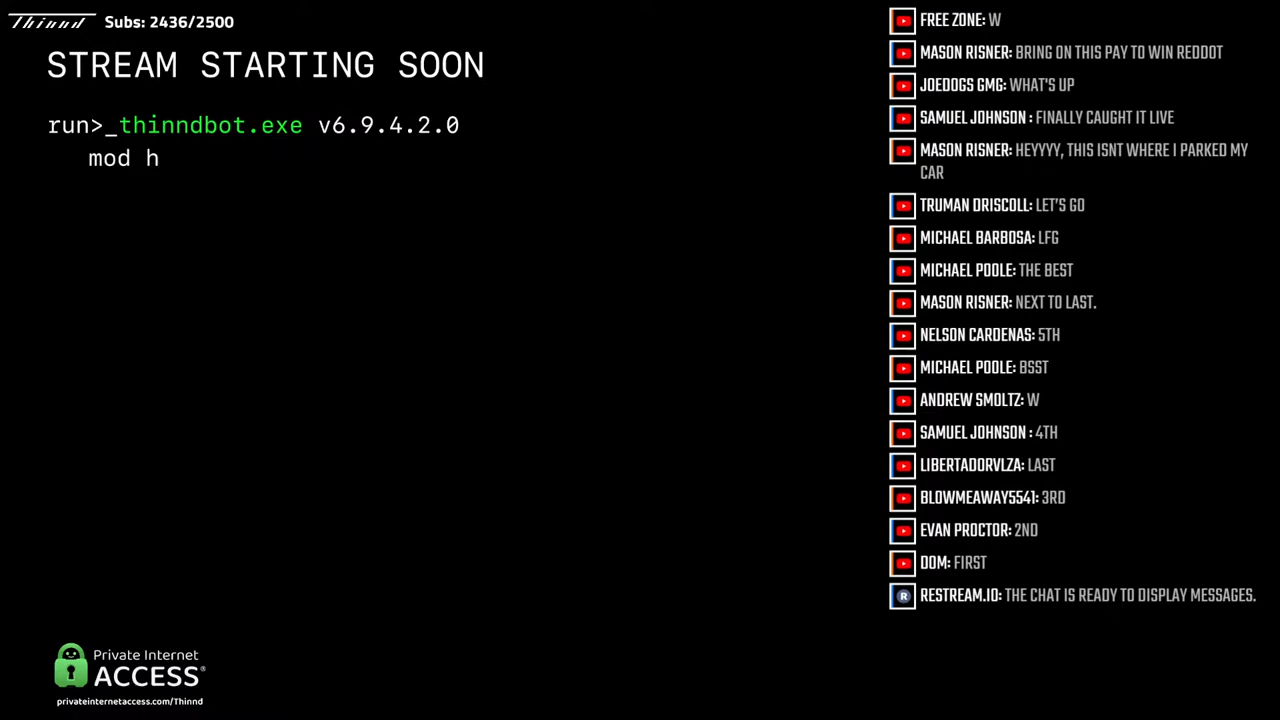 Thinnd Subs: 2436/2500
STREAM STARTING SOON
run>_thinndbot.exe v6.9.4.2.0
mod h
FREE ZONE: W
MASON RISNER: BRING ON THIS PAY TO WIN REDDOT
JOEDOGS GMG: WHAT'S UP
SAMUEL JOHNSON : FINALLY CAUGHT IT LIVE
MASON RISNER: HEYYYY, THIS ISNT WHERE I PARKED MY
CAR
TRUMAN DRISCOLL: LET'S GO
MICHAEL BARBOSA: LFG
MICHAEL POOLE: THE BEST
MASON RISNER: NEXT TO LAST.
NELSON CARDENAS: 5TH
MICHAEL POOLE: BSST
ANDREW SMOLTZ: W
SAMUEL JOHNSON : 4TH
LIBERTADORVLZA: LAST
BLOWMEAWAY5541: 3RD
EVAN PROCTOR: 2ND
DOM: FIRST
R RESTREAM.IO: THE CHAT IS READY TO DISPLAY MESSAGES.
Private Internet
ACCESS®
privateinternetaccess.com/Thinnd